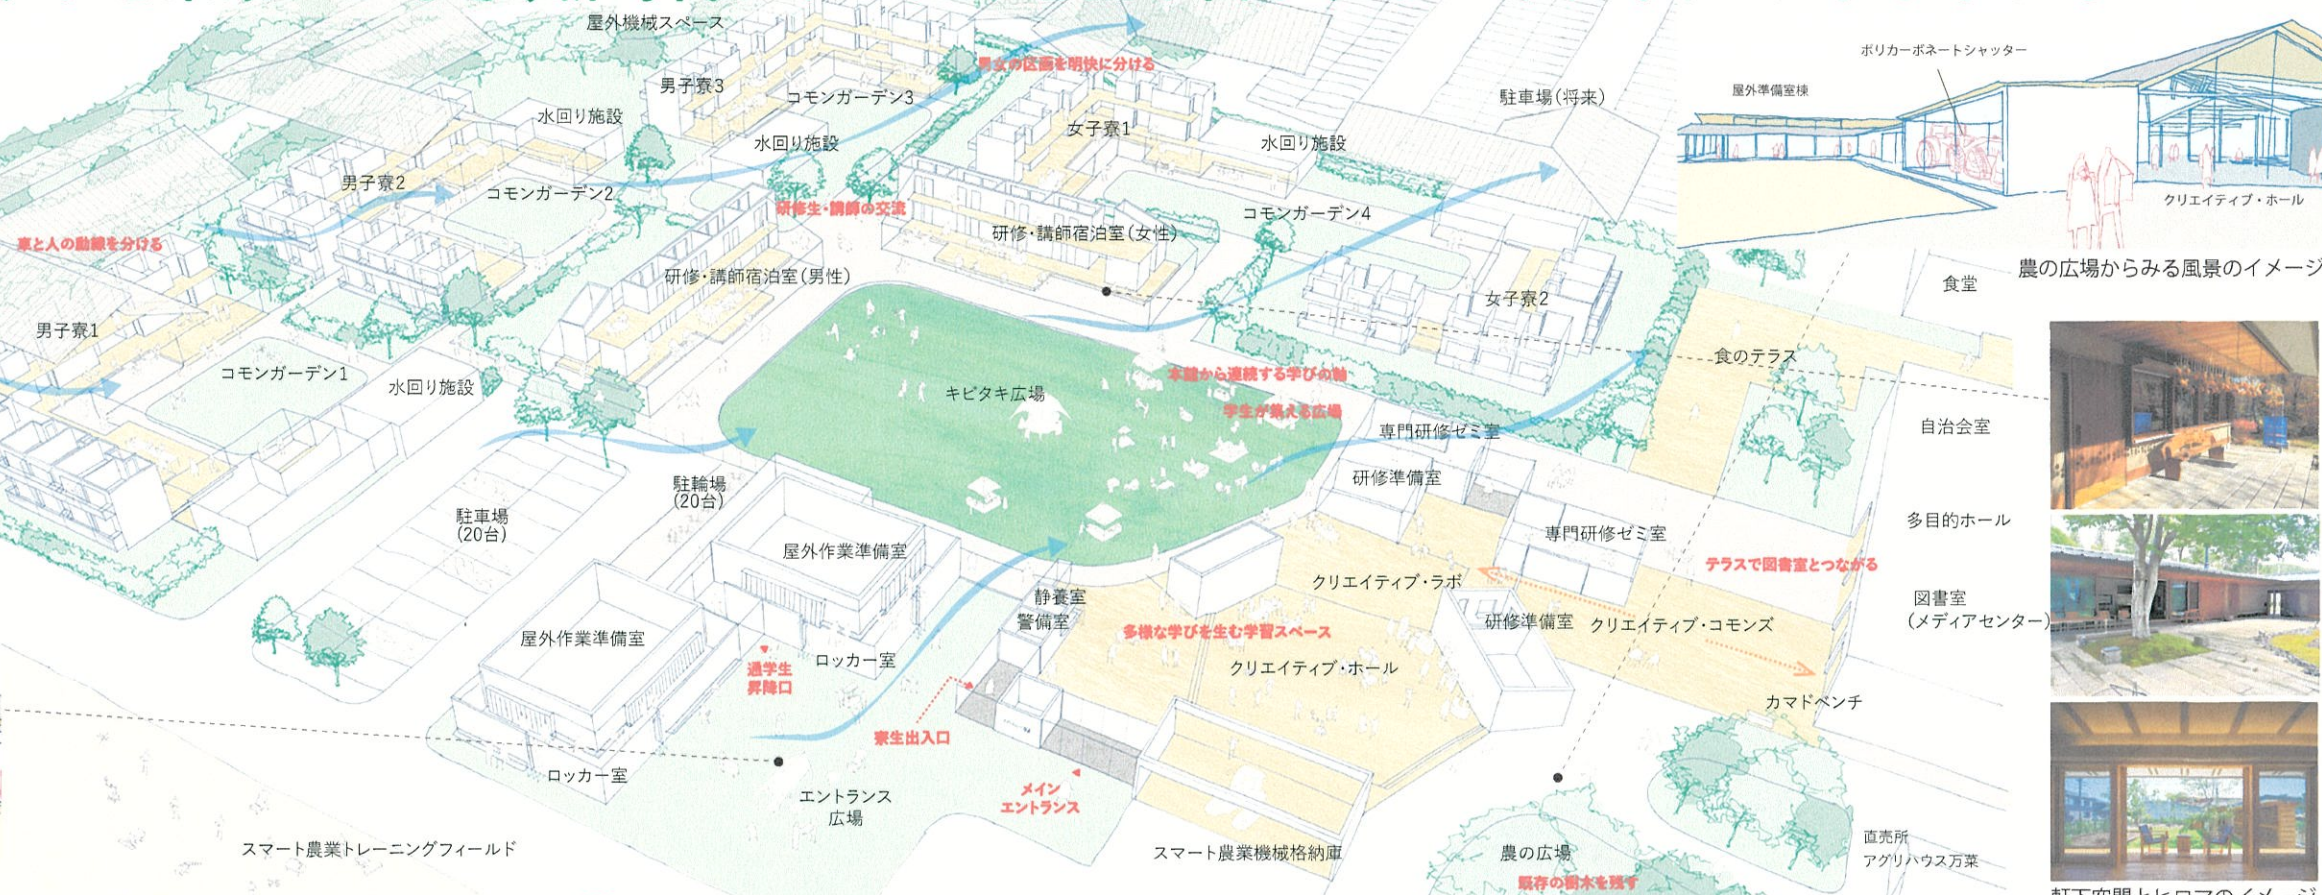 屋外機械スペース
男子寮3
コモンガーデン3
男女の区画を明快に分ける
水回り施設
水回り施設
女子寮1
水回り施設
駐車場(将来)
ポリカーボネートシャッター
屋外準備室棟
クリエイティブ・ホール
農の広場からみる風景のイメージ
男子寮2
コモンガーデン2
研修生・講師の交流
コモンガーデン4
研修・講師宿泊室(女性)
車と人の動線を分ける
研修・講師宿泊室(男性)
女子寮2
食堂
男子寮1
コモンガーデン1
水回り施設
キビタキ広場
本館から連続する学びの軸
学生が集える広場
食のテラス
自治会室
専門研修ゼミ室
研修準備室
駐輪場
(20台)
駐車場
(20台)
多目的ホール
専門研修ゼミ室
屋外作業準備室
テラスで図書室とつながる
クリエイティブ・ラボ
静養室
警備室
図書室
(メディアセンター)
研修準備室
クリエイティブ・コモンズ
多様な学びを生む学習スペース
屋外作業準備室
ロッカー室
通学生
昇降口
クリエイティブ・ホール
カマドベンチ
寮生出入口
ロッカー室
エントランス
広場
メイン
エントランス
スマート農業トレーニングフィールド
スマート農業機械格納庫
農の広場
既存の樹木を残す
直売所
アグリハウス万菜